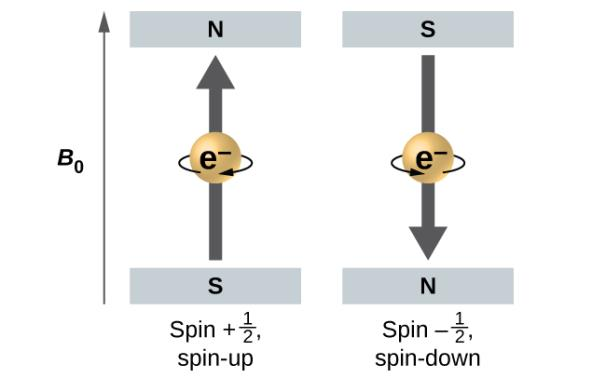 N
S
B0
e−
e−
S
N
Spin +1/2,
spin-up
Spin −1/2,
spin-down